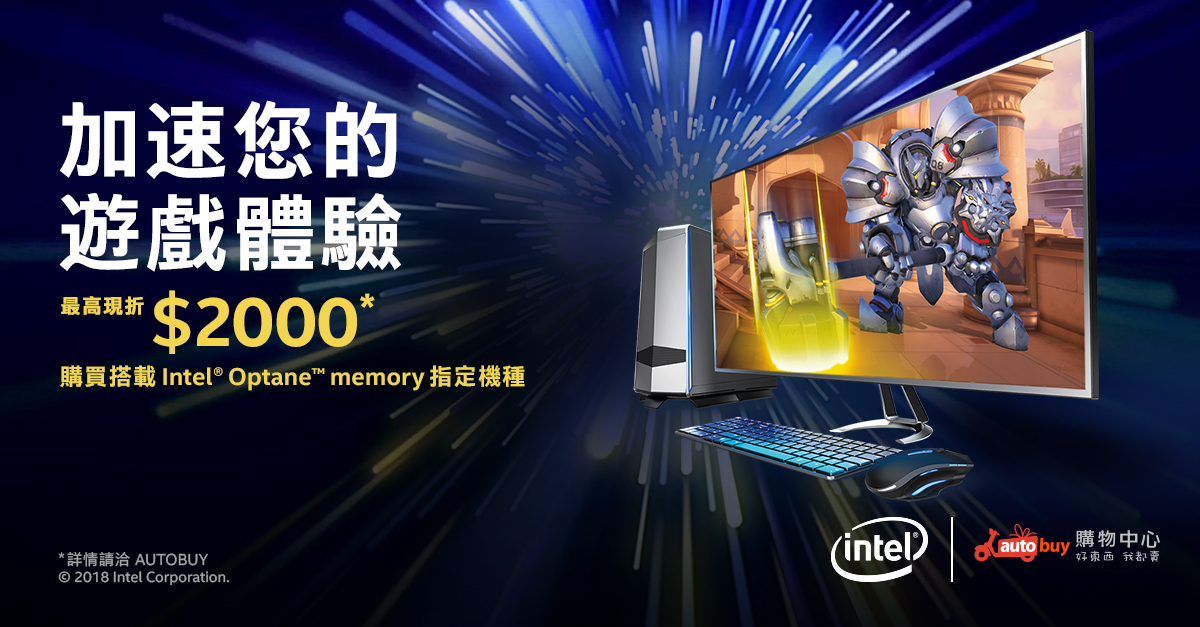 加速您的
遊戲體驗
最高現折 $2000*
購買搭載 Intel® Optane™ memory 指定機種
*詳情請洽 AUTOBUY
© 2018 Intel Corporation.
intel®
autobuy 購物中心
好東西 我都賣
08